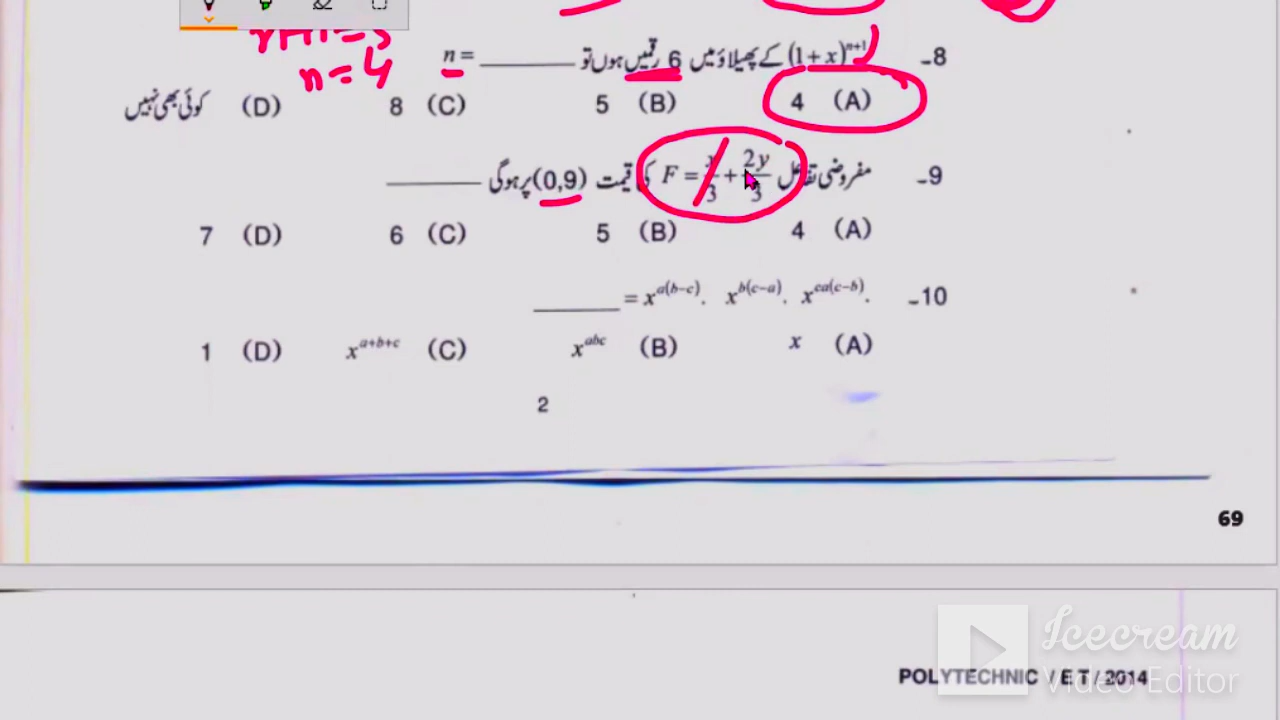 n = 4
-8 (1 + x)^{n+1} کے پھیلاؤ میں 6 رقمیں ہوں تو n = ______
(A) 4 (B) 5 (C) 8 (D) کوئی بھی نہیں
-9 مفروضی تفاعل F = x/3 + 2y/3 کی قیمت (0,9) پر ہوگی ______
(A) 4 (B) 5 (C) 6 (D) 7
-10 ______ = x^{a(b-c)}. x^{b(c-a)}. x^{ca(c-b)}.
(A) x (B) x^{abc} (C) x^{a+b+c} (D) 1
2
69
Icecream
Video Editor
POLYTECHNIC / E T / 2014